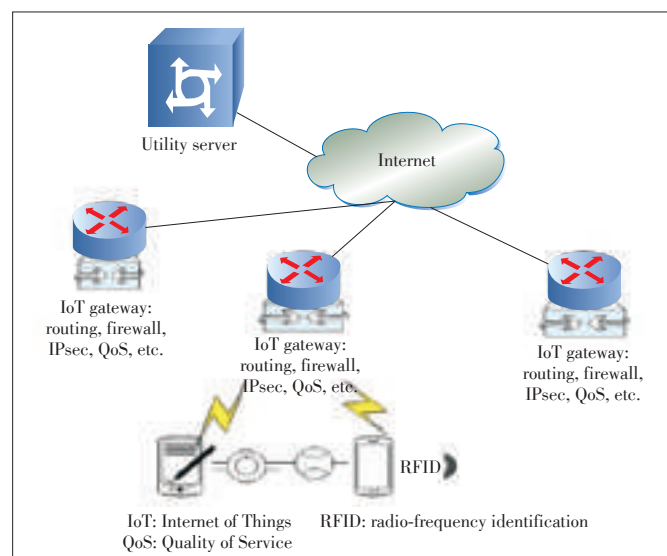 Utility server
Internet
IoT gateway:
routing, firewall,
IPsec, QoS, etc.
IoT gateway:
routing, firewall,
IPsec, QoS, etc.
IoT gateway:
routing, firewall,
IPsec, QoS, etc.
RFID
IoT: Internet of Things RFID: radio-frequency identification
QoS: Quality of Service